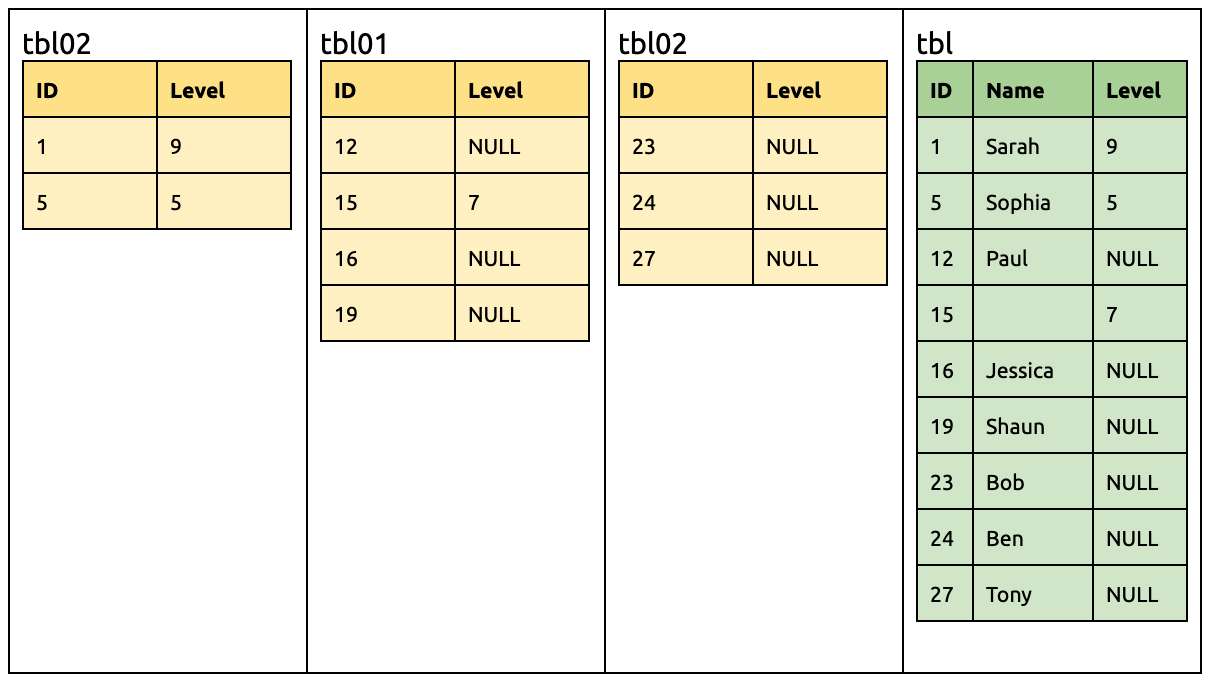 tbl02
ID Level
1 9
5 5
tbl01
ID Level
12 NULL
15 7
16 NULL
19 NULL
tbl02
ID Level
23 NULL
24 NULL
27 NULL
tbl
ID Name Level
1 Sarah 9
5 Sophia 5
12 Paul NULL
15 7
16 Jessica NULL
19 Shaun NULL
23 Bob NULL
24 Ben NULL
27 Tony NULL